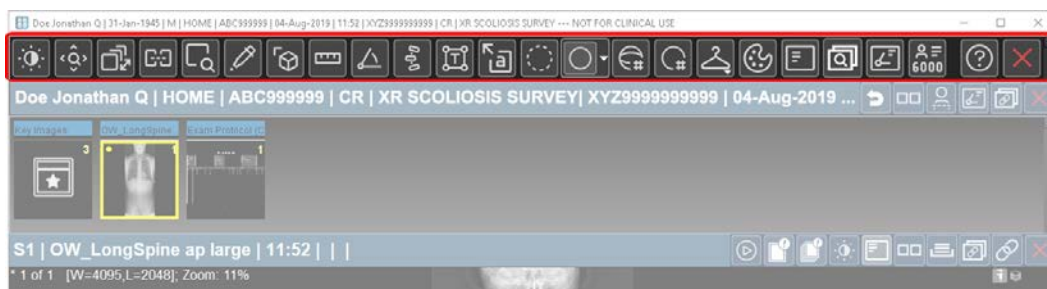 Doe Jonathan Q | 31-Jan-1945 | M | HOME | ABC999999 | 04-Aug-2019 | 11:52 | XYZ9999999999 | CR | XR SCOLIOSIS SURVEY --- NOT FOR CLINICAL USE
T a # # 6000 ?
Doe Jonathan Q | HOME | ABC999999 | CR | XR SCOLIOSIS SURVEY| XYZ9999999999 | 04-Aug-2019 ...
Key Images OW_LongSpine Exam Protocol (C
3 1 1
S1 | OW_LongSpine ap large | 11:52 | | |
* 1 of 1 [W=4095,L=2048]; Zoom: 11%